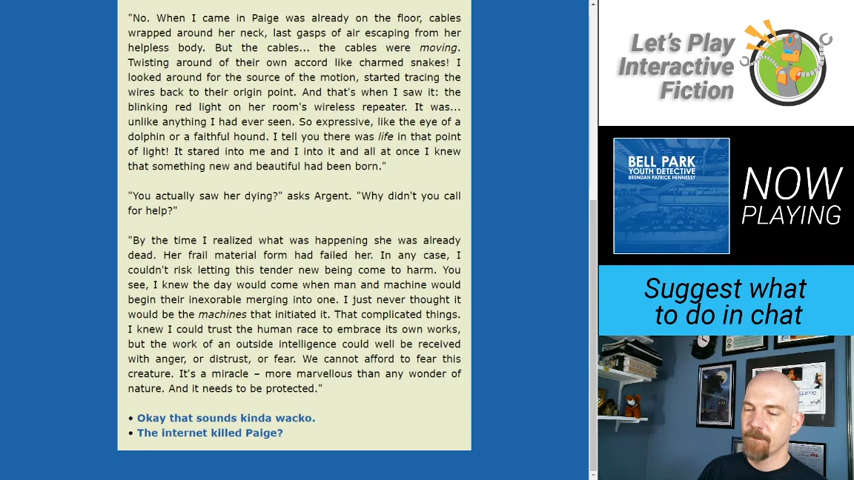 "No. When I came in Paige was already on the floor, cables
wrapped around her neck, last gasps of air escaping from her
helpless body. But the cables... the cables were moving.
Twisting around of their own accord like charmed snakes! I
looked around for the source of the motion, started tracing the
wires back to their origin point. And that's when I saw it: the
blinking red light on her room's wireless repeater. It was...
unlike anything I had ever seen. So expressive, like the eye of a
dolphin or a faithful hound. I tell you there was life in that point
of light! It stared into me and I into it and all at once I knew
that something new and beautiful had been born."
"You actually saw her dying?" asks Argent. "Why didn't you call
for help?"
"By the time I realized what was happening she was already
dead. Her frail material form had failed her. In any case, I
couldn't risk letting this tender new being come to harm. You
see, I knew the day would come when man and machine would
begin their inexorable merging into one. I just never thought it
would be the machines that initiated it. That complicated things.
I knew I could trust the human race to embrace its own works,
but the work of an outside intelligence could well be received
with anger, or distrust, or fear. We cannot afford to fear this
creature. It's a miracle – more marvellous than any wonder of
nature. And it needs to be protected."
• Okay that sounds kinda wacko.
• The internet killed Paige?
Let's Play
Interactive
Fiction
BELL PARK
YOUTH DETECTIVE
BRENDAN PATRICK HENNESSY
NOW
PLAYING
Suggest what
to do in chat